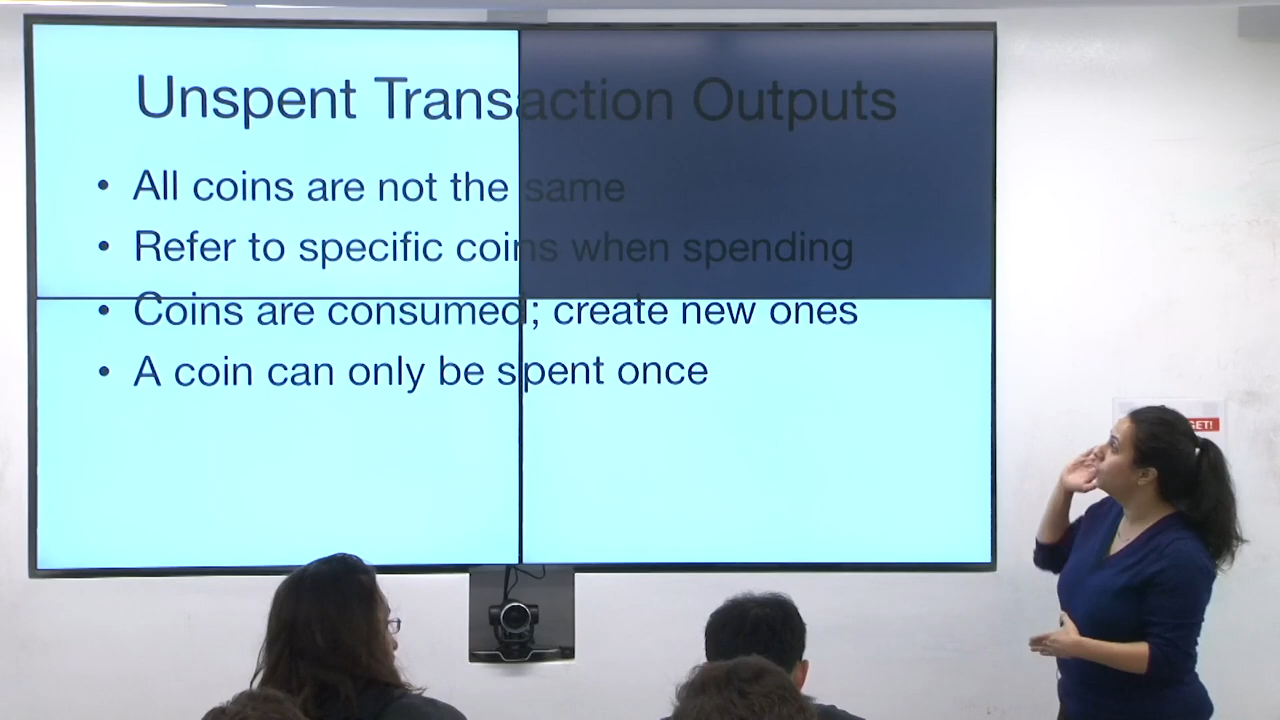 Unspent Transaction Outputs
• All coins are not the same
• Refer to specific coins when spending
• Coins are consumed; create new ones
• A coin can only be spent once
GET!